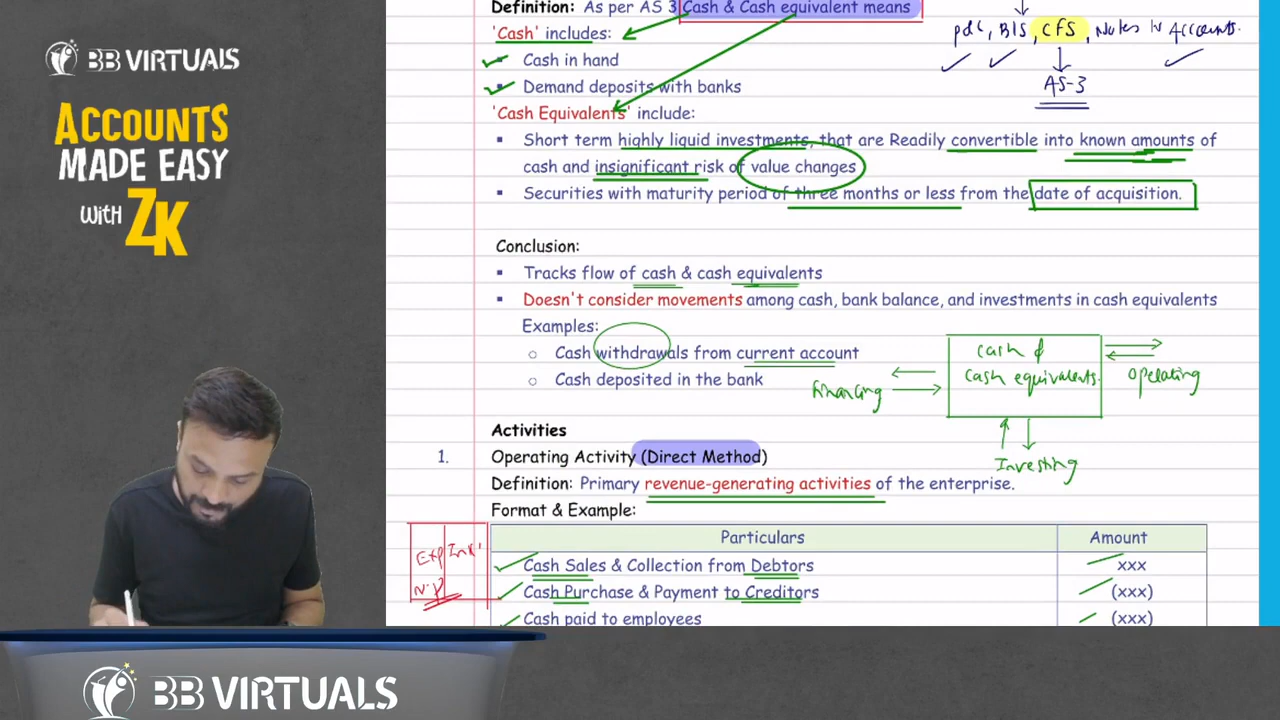 BB VIRTUALS
ACCOUNTS
MADE EASY
WITH ZK
Definition: As per AS 3 Cash & Cash equivalent means
'Cash' includes:
▪ Cash in hand
▪ Demand deposits with banks
'Cash Equivalents' include:
▪ Short term highly liquid investments, that are Readily convertible into known amounts of
cash and insignificant risk of value changes
▪ Securities with maturity period of three months or less from the date of acquisition.
P&L, B/S, CFS, Notes to Accounts.
AS-3
Conclusion:
▪ Tracks flow of cash & cash equivalents
▪ Doesn't consider movements among cash, bank balance, and investments in cash equivalents
Examples:
○ Cash withdrawals from current account
○ Cash deposited in the bank
Cash &
Cash equivalents.
Financing
Operating
Investing
Activities
1. Operating Activity (Direct Method)
Definition: Primary revenue-generating activities of the enterprise.
Format & Example:
Particulars Amount
Cash Sales & Collection from Debtors xxx
Cash Purchase & Payment to Creditors (xxx)
Cash paid to employees (xxx)
Exp
N.P
BB VIRTUALS